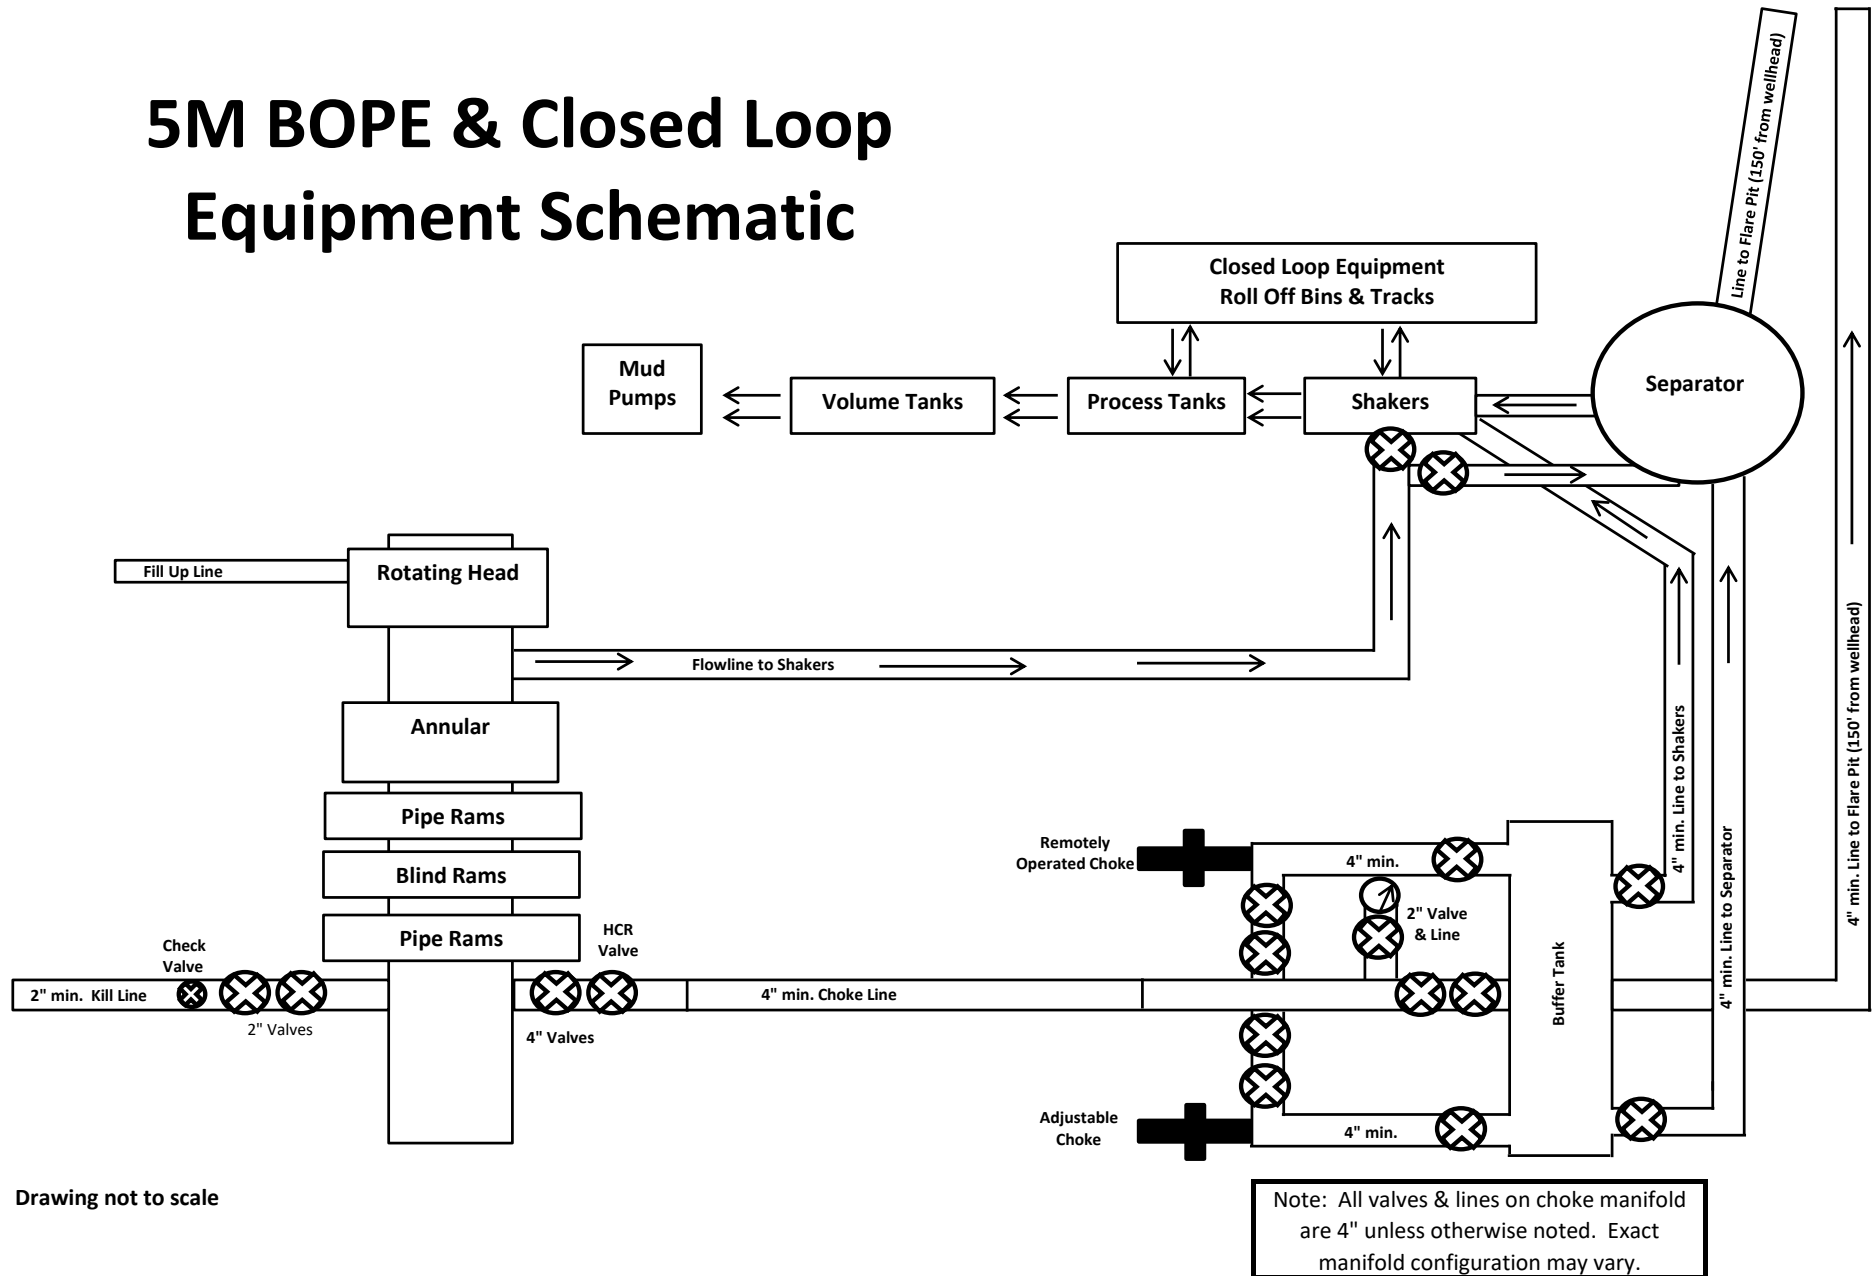 5M BOPE & Closed Loop
Equipment Schematic
Line to Flare Pit (150' from wellhead)
Closed Loop Equipment
Roll Off Bins & Tracks
Mud
Pumps
Volume Tanks
Process Tanks
Shakers
Separator
Fill Up Line
Rotating Head
Flowline to Shakers
Annular
Pipe Rams
Blind Rams
Pipe Rams
Check
Valve
HCR
Valve
2" min.  Kill Line
2" Valves
4" Valves
4" min. Choke Line
Remotely
Operated Choke
4" min.
2" Valve
& Line
Adjustable
Choke
4" min.
Buffer Tank
4" min. Line to Shakers
4" min. Line to Separator
4" min. Line to Flare Pit (150' from wellhead)
Drawing not to scale
Note:  All valves & lines on choke manifold
are 4" unless otherwise noted.  Exact
manifold configuration may vary.